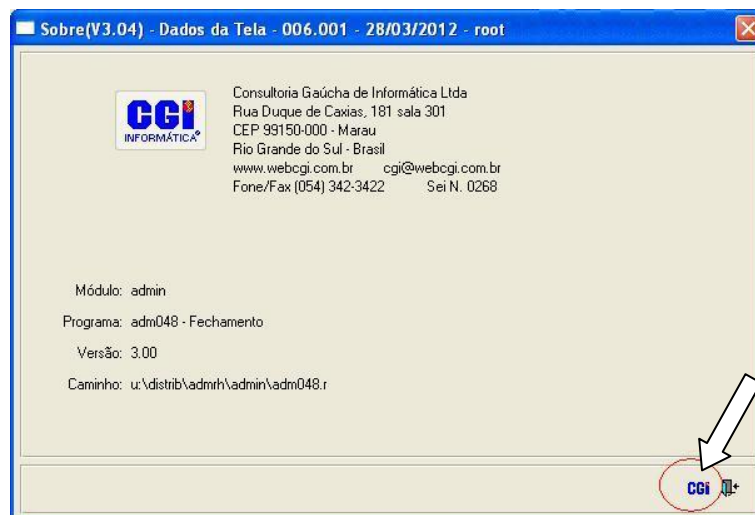 Sobre(V3.04) - Dados da Tela - 006.001 - 28/03/2012 - root
CGI
INFORMÁTICA
Consultoria Gaúcha de Informática Ltda
Rua Duque de Caxias, 181 sala 301
CEP 99150-000 - Marau
Rio Grande do Sul - Brasil
www.webcgi.com.br cgi@webcgi.com.br
Fone/Fax (054) 342-3422 Sei N. 0268
Módulo: admin
Programa: adm048 - Fechamento
Versão: 3.00
Caminho: u:\distrib\admrh\admin\adm048.r
CGi